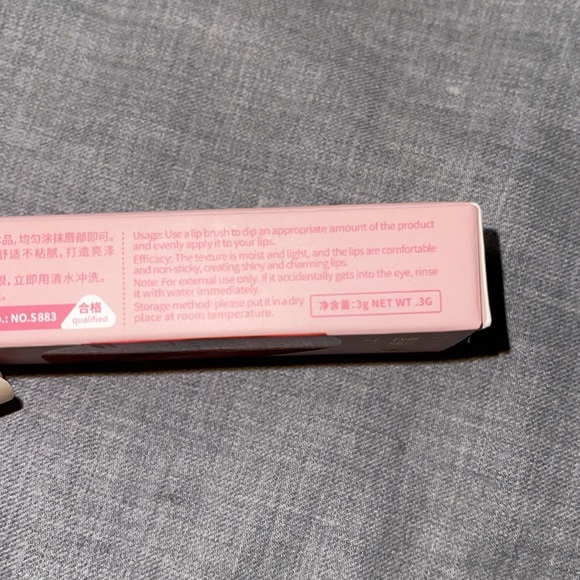 品,均匀涂抹唇部即可。
舒适不粘腻,打造亮泽
眼,立即用清水冲洗。
.: NO.S883
合格
qualified
Usage: Use a lip brush to dip an appropriate amount of the product
and evenly apply it to your lips.
Efficacy: The texture is moist and light, and the lips are comfortable
and non-sticky, creating shiny and charming lips.
Note: For external use only. If it accidentally gets into the eye, rinse
it with water immediately.
Storage method: please put it in a dry
place at room temperature.
净含量:3g NET WT .3G